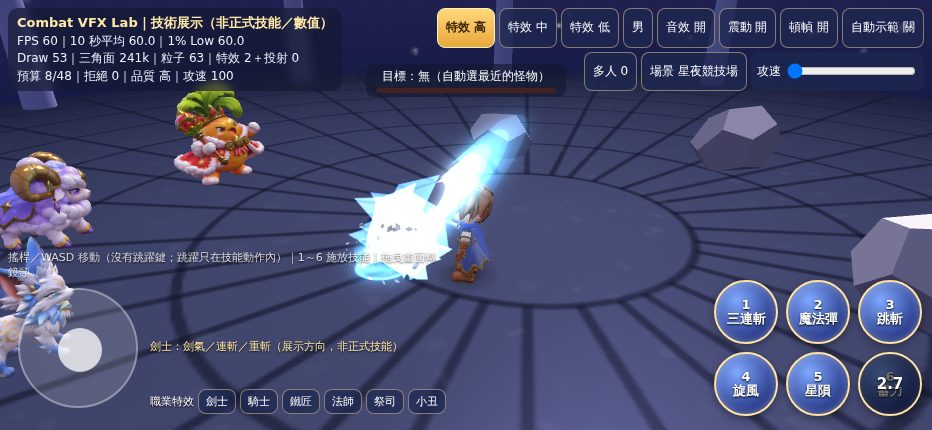 Combat VFX Lab｜技術展示（非正式技能／數值）
FPS 60｜10 秒平均 60.0｜1% Low 60.0
Draw 53｜三角面 241k｜粒子 63｜特效 2＋投射 0
預算 8/48｜拒絕 0｜品質 高｜攻速 100
特效 高
特效 中
特效 低
男
音效 開
震動 開
頓幀 開
自動示範 關
目標：無（自動選最近的怪物）
多人 0
場景 星夜競技場
攻速
搖桿／WASD 移動（沒有跳躍鍵；跳躍只在技能動作內）｜1～6 施放技能｜拖曳畫面轉
鏡頭
1
三連斬
2
魔法彈
3
跳斬
劍士：劍氣／連斬／重斬（展示方向，非正式技能）
4
旋風
5
星隕
6
2.7
職業特效
劍士
騎士
鐵匠
法師
祭司
小丑